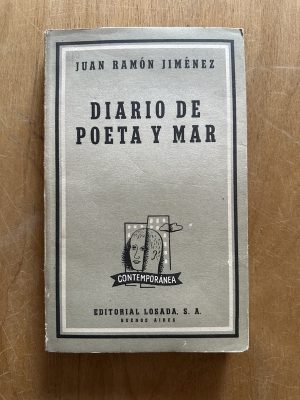 JUAN RAMÓN JIMÉNEZ
DIARIO DE
POETA Y MAR
CONTEMPORÁNEA
EDITORIAL LOSADA, S. A.
BUENOS AIRES